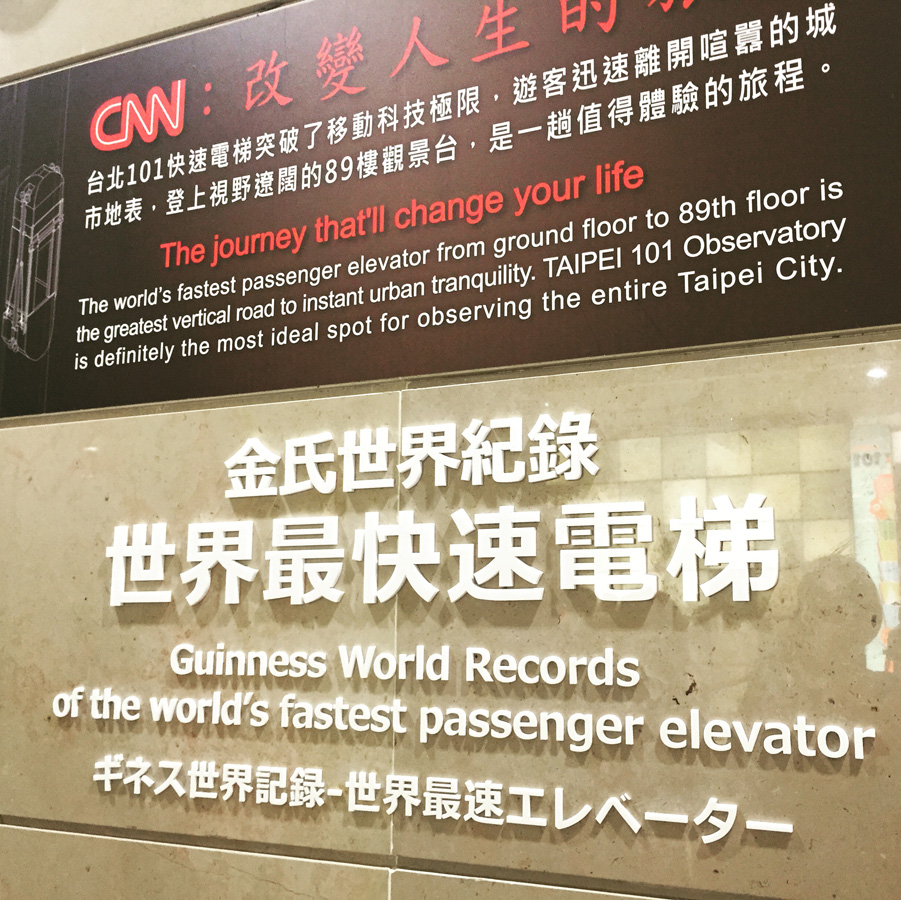 CNN：改變人生的
台北101快速電梯突破了移動科技極限，遊客迅速離開喧囂的城
市地表，登上視野遼闊的89樓觀景台，是一趟值得體驗的旅程。
The journey that'll change your life
The world's fastest passenger elevator from ground floor to 89th floor is
the greatest vertical road to instant urban tranquility. TAIPEI 101 Observatory
is definitely the most ideal spot for observing the entire Taipei City.
金氏世界紀錄
世界最快速電梯
Guinness World Records
of the world's fastest passenger elevator
ギネス世界記録-世界最速エレベーター